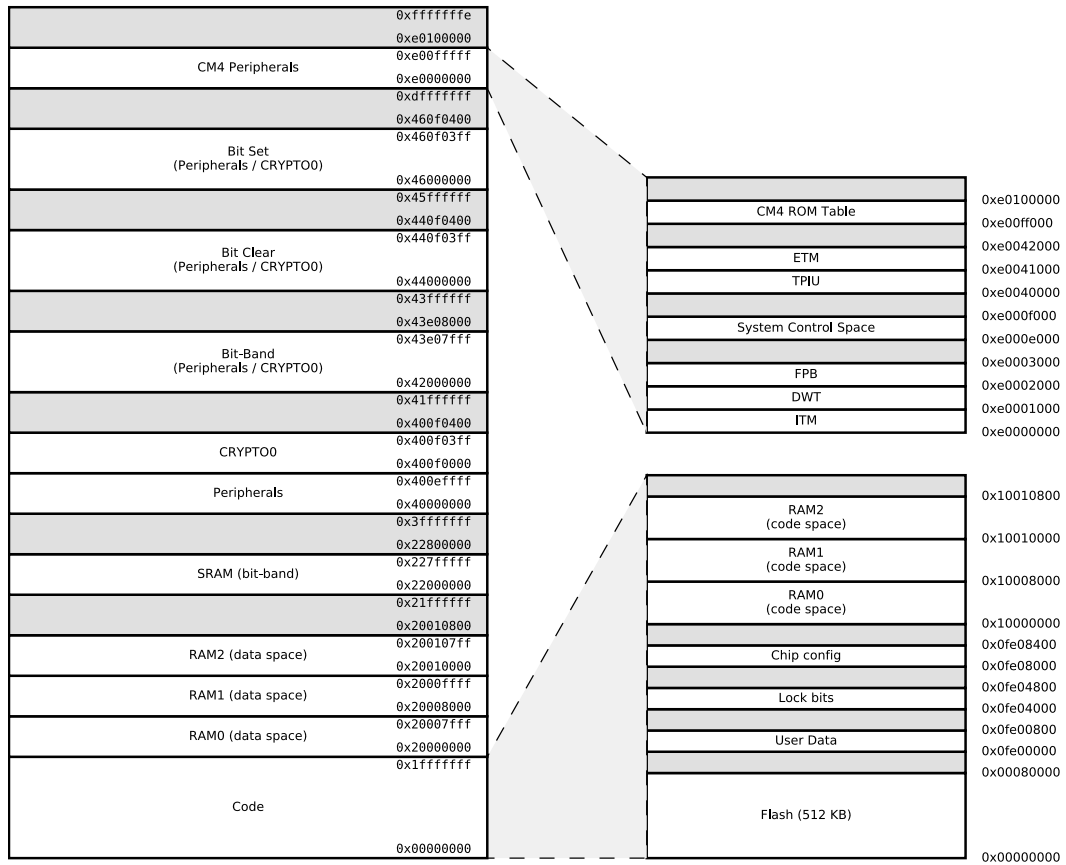 0xfffffffe
0xe0100000
CM4 Peripherals
0xe00fffff
0xe0000000
0xdfffffff
0x460f0400
Bit Set
(Peripherals / CRYPTO0)
0x460f03ff
0x46000000
0x45ffffff
0x440f0400
Bit Clear
(Peripherals / CRYPTO0)
0x440f03ff
0x44000000
0x43ffffff
0x43e08000
Bit-Band
(Peripherals / CRYPTO0)
0x43e07fff
0x42000000
0x41ffffff
0x400f0400
CRYPTO0
0x400f03ff
0x400f0000
Peripherals
0x400effff
0x40000000
0x3fffffff
0x22800000
SRAM (bit-band)
0x227fffff
0x22000000
0x21ffffff
0x20010800
RAM2 (data space)
0x200107ff
0x20010000
RAM1 (data space)
0x2000ffff
0x20008000
RAM0 (data space)
0x20007fff
0x20000000
Code
0x1fffffff
0x00000000
0xe0100000
CM4 ROM Table
0xe00ff000
0xe0042000
ETM
0xe0041000
TPIU
0xe0040000
0xe000f000
System Control Space
0xe000e000
0xe0003000
FPB
0xe0002000
DWT
0xe0001000
ITM
0xe0000000
0x10010800
RAM2
(code space)
0x10010000
RAM1
(code space)
0x10008000
RAM0
(code space)
0x10000000
0x0fe08400
Chip config
0x0fe08000
0x0fe04800
Lock bits
0x0fe04000
0x0fe00800
User Data
0x0fe00000
0x00080000
Flash (512 KB)
0x00000000